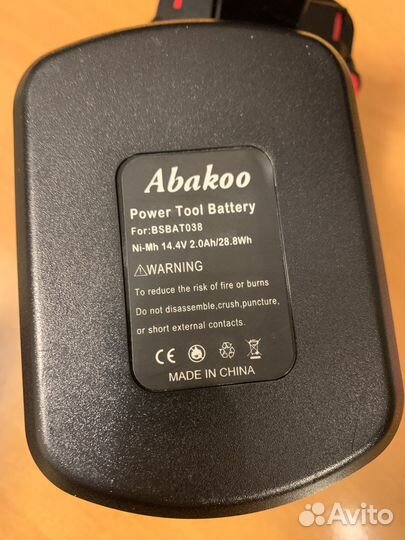 Abakoo
Power Tool Battery
For:BSBAT038
Ni-Mh 14.4V 2.0Ah/28.8Wh
⚠WARNING
To reduce the risk of fire or burns
Do not disassemble,crush,puncture,
or short external contacts.
CE
MADE IN CHINA
Avito